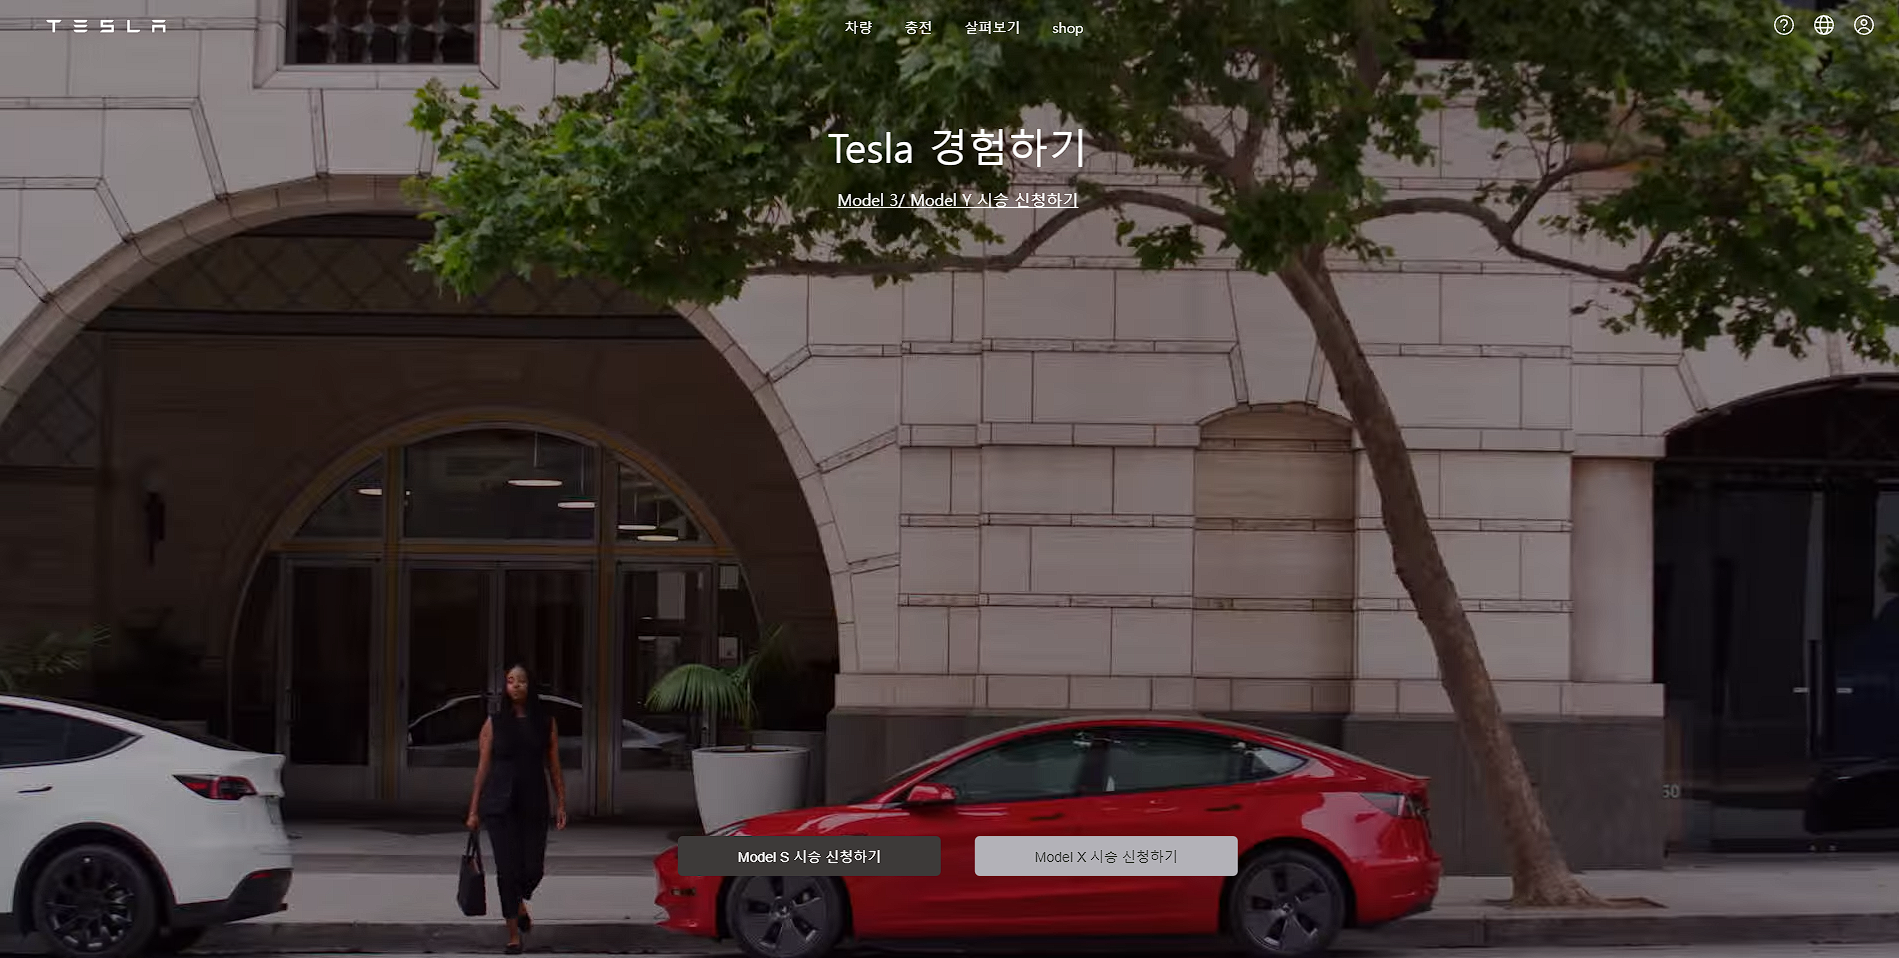 TESLA
차량 충전 살펴보기 shop
Tesla 경험하기
Model 3/ Model Y 시승 신청하기
50
Model S 시승 신청하기
Model X 시승 신청하기